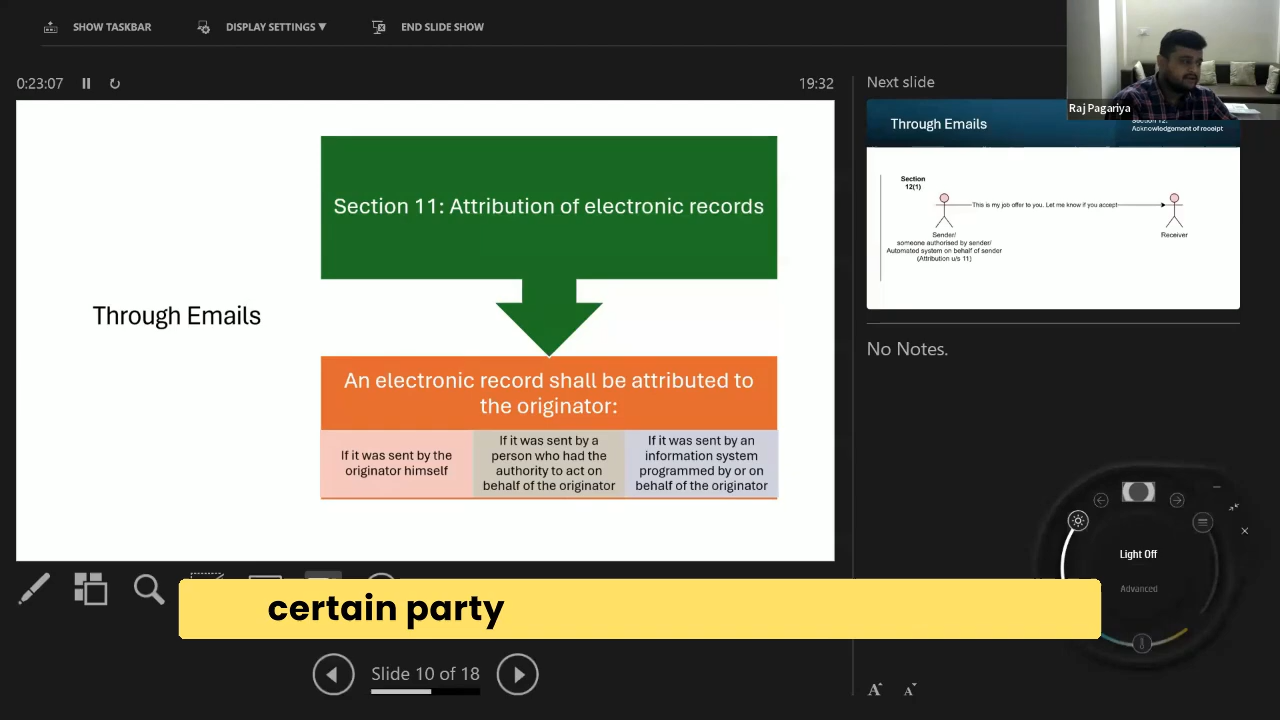 SHOW TASKBAR
DISPLAY SETTINGS ▼
END SLIDE SHOW
0:23:07
19:32
Next slide
Raj Pagariya
Section 11: Attribution of electronic records
Through Emails
An electronic record shall be attributed to
the originator:
If it was sent by the
originator himself
If it was sent by a
person who had the
authority to act on
behalf of the originator
If it was sent by an
information system
programmed by or on
behalf of the originator
Through Emails
Acknowledgement of receipt
Section
12(1)
This is my job offer to you. Let me know if you accept
Sender/
someone authorised by sender/
Automated system on behalf of sender
(Attribution u/s 11)
Receiver
No Notes.
Light Off
Advanced
certain party
Slide 10 of 18
A A